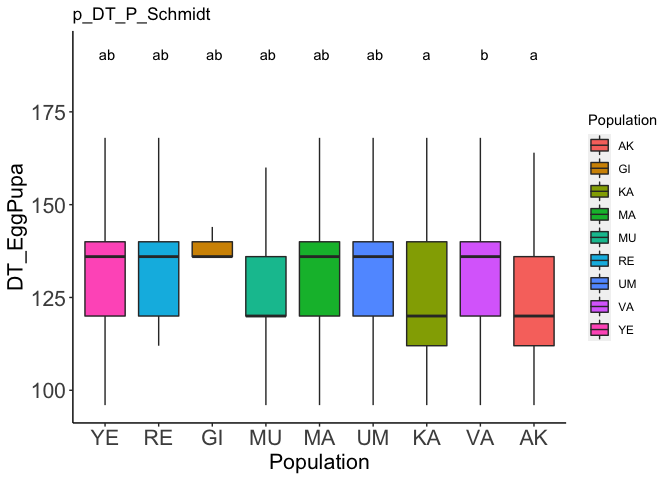 p_DT_P_Schmidt
ab ab ab ab ab ab a b a
175
150
125
100
DT_EggPupa
YE RE GI MU MA UM KA VA AK
Population
Population
AK
GI
KA
MA
MU
RE
UM
VA
YE